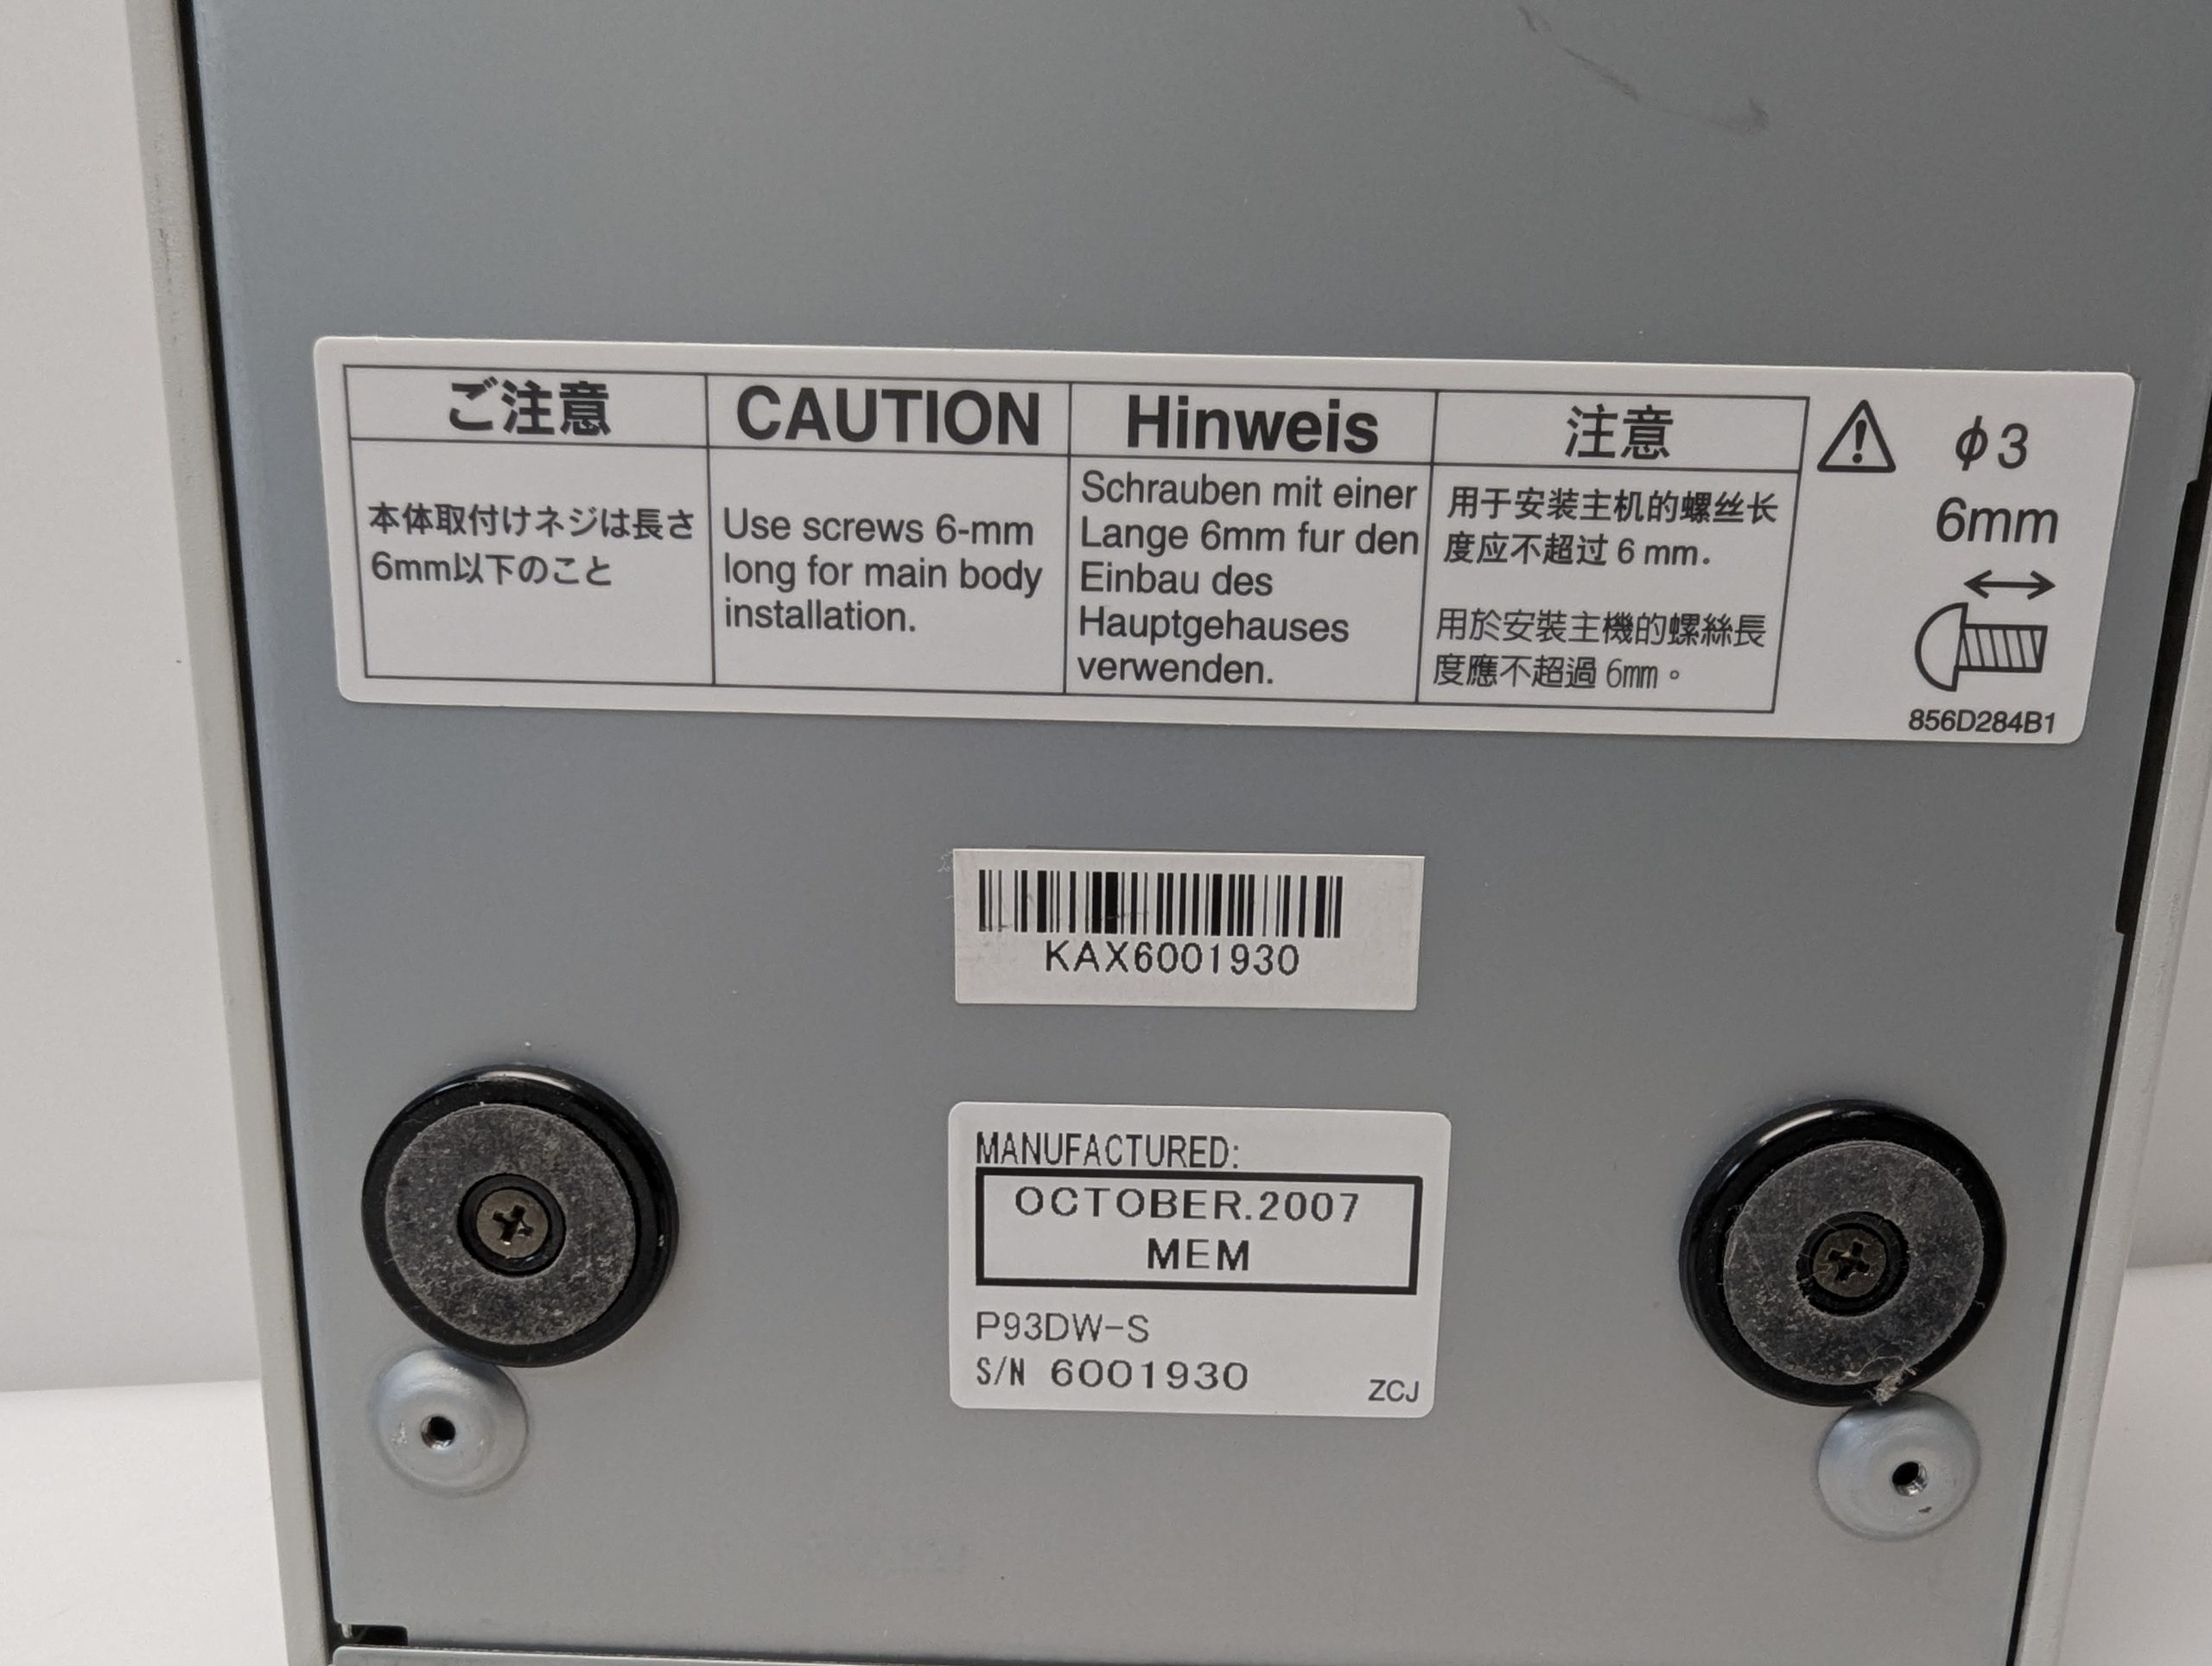 ご注意
本体取付けネジは長さ
6mm以下のこと
CAUTION
Use screws 6-mm
long for main body
installation.
Hinweis
Schrauben mit einer
Lange 6mm fur den
Einbau des
Hauptgehauses
verwenden.
注意
用于安装主机的螺丝长
度应不超过 6 mm.
用於安裝主機的螺絲長
度應不超過 6mm。
ϕ3
6mm
856D284B1
KAX6001930
MANUFACTURED:
OCTOBER.2007
MEM
P93DW-S
S/N 6001930
ZCJ